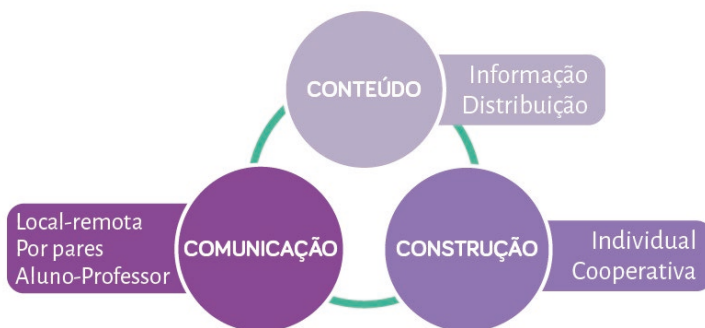 CONTEÚDO
Informação
Distribuição
Local-remota
Por pares
Aluno-Professor
COMUNICAÇÃO
CONSTRUÇÃO
Individual
Cooperativa